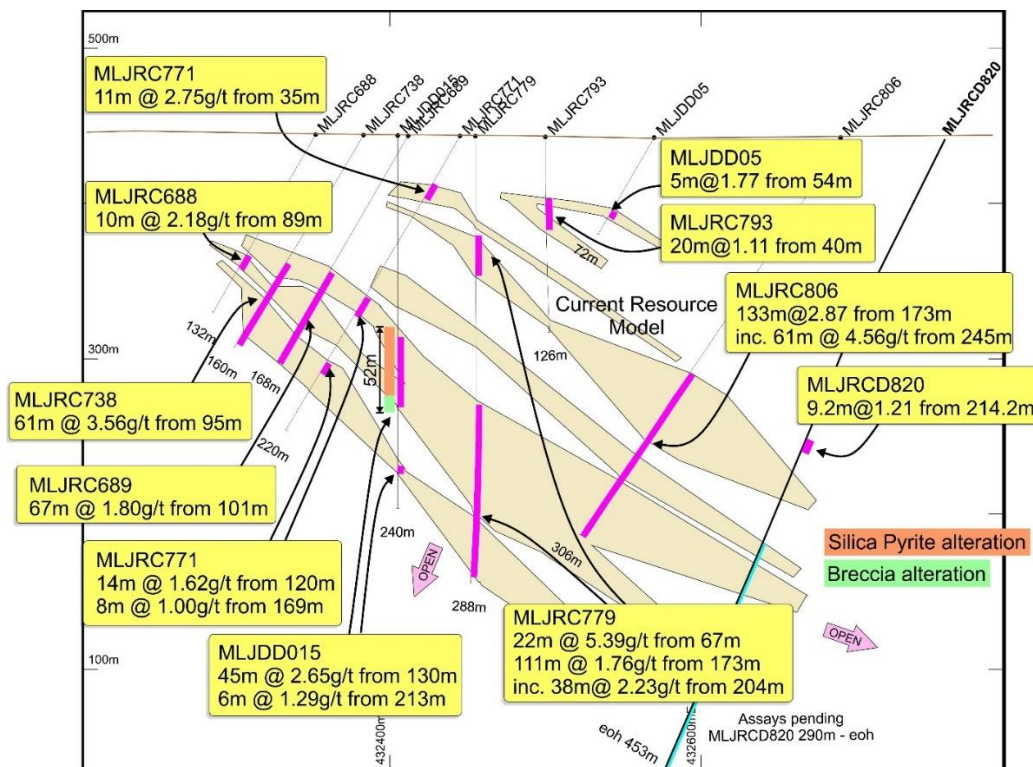 500m
MLJRC771
11m @ 2.75g/t from 35m
MLJRC688
MLJRC738
MLJDD015
MLJRC689
MLJRC771
MLJRC779
MLJRC793
MLJDD05
MLJRC806
MLJRCD820
MLJDD05
5m@1.77 from 54m
MLJRC688
10m @ 2.18g/t from 89m
MLJRC793
20m@1.11 from 40m
72m
Current Resource
Model
MLJRC806
133m@2.87 from 173m
inc. 61m @ 4.56g/t from 245m
132m
126m
300m
160m
52m
168m
MLJRCD820
9.2m@1.21 from 214.2m
MLJRC738
61m @ 3.56g/t from 95m
220m
MLJRC689
67m @ 1.80g/t from 101m
240m
306m
Silica Pyrite alteration
Breccia alteration
OPEN
MLJRC771
14m @ 1.62g/t from 120m
8m @ 1.00g/t from 169m
288m
MLJRC779
22m @ 5.39g/t from 67m
111m @ 1.76g/t from 173m
inc. 38m@ 2.23g/t from 204m
OPEN
MLJDD015
45m @ 2.65g/t from 130m
6m @ 1.29g/t from 213m
100m
432400m
432600m
eoh 453m
Assays pending
MLJRCD820 290m - eoh